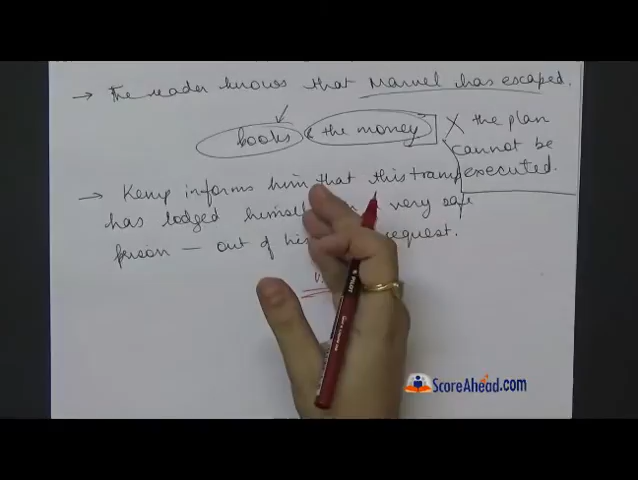 → The reader knows that Marvel has escaped.
books & the money X the plan
cannot be
executed.
→ Kemp informs him that this tramp
has lodged himself very safe
prison — out of his request.
ScoreAhead.com